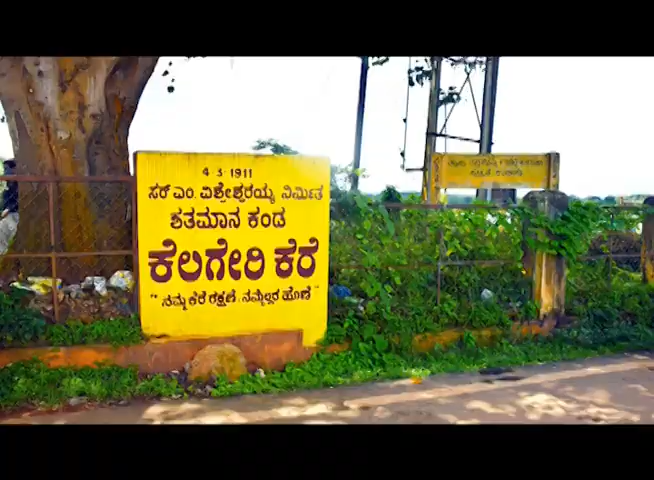 4-3-1911
ಸರ್ ಎಂ. ವಿಶ್ವೇಶ್ವರಯ್ಯ ನಿರ್ಮಿತ
ಶತಮಾನ ಕಂಡ
ಕೆಲಗೇರಿ ಕೆರೆ
"ನಮ್ಮ ಕೆರೆ ರಕ್ಷಣೆ ನಮ್ಮೆಲ್ಲರ ಹೊಣೆ"